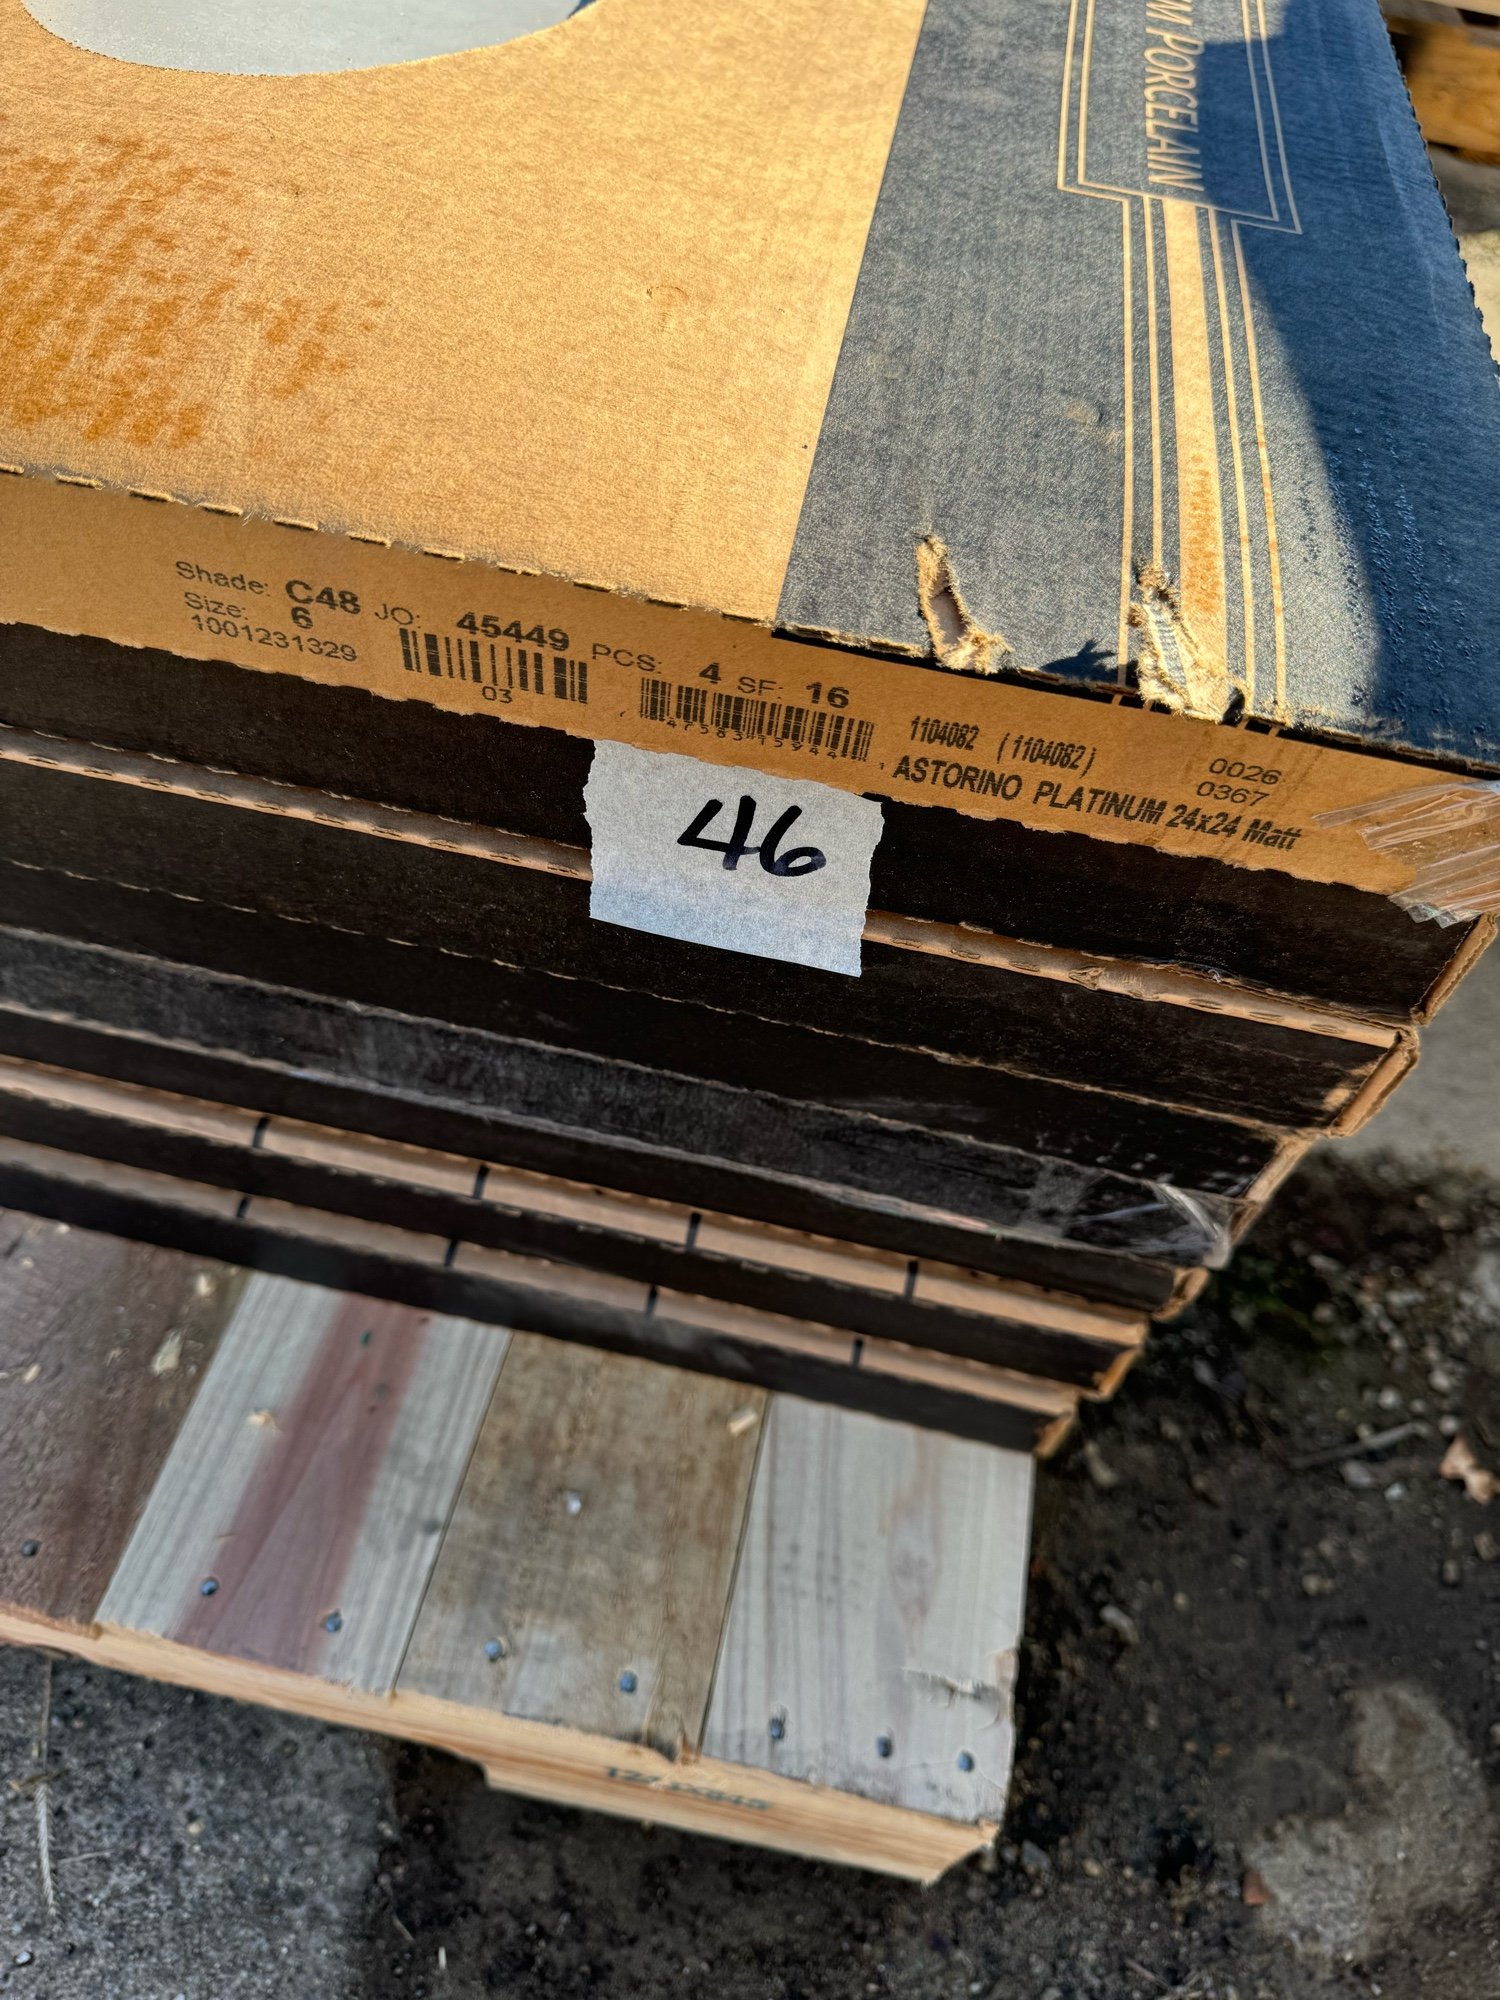 M PORCELAIN
Shade: C48 JO: 45449 PCS: 4 SF: 16
Size: 6
1001231329
03
1104082 (1104082)
ASTORINO PLATINUM 24x24 Matt
0026
0367
46